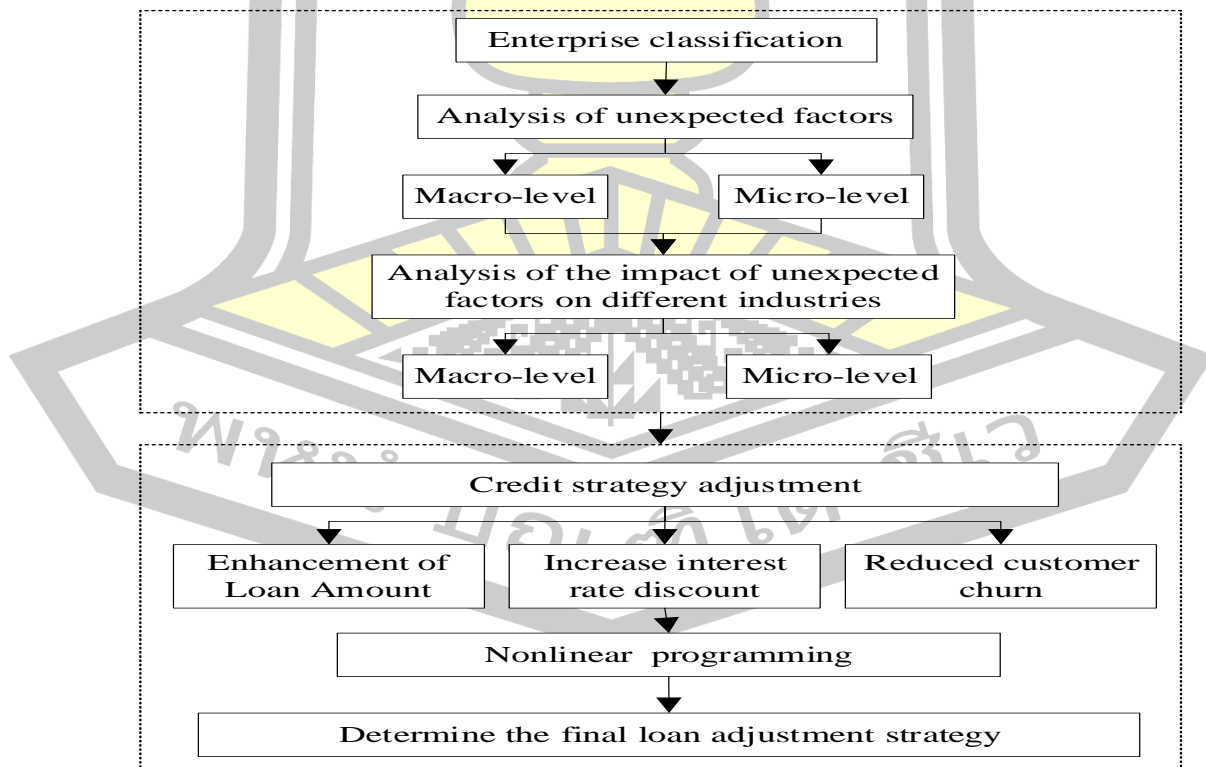 Enterprise classification
Analysis of unexpected factors
Macro-level
Micro-level
Analysis of the impact of unexpected
factors on different industries
Macro-level
Micro-level
Credit strategy adjustment
Enhancement of
Loan Amount
Increase interest
rate discount
Reduced customer
churn
Nonlinear programming
Determine the final loan adjustment strategy